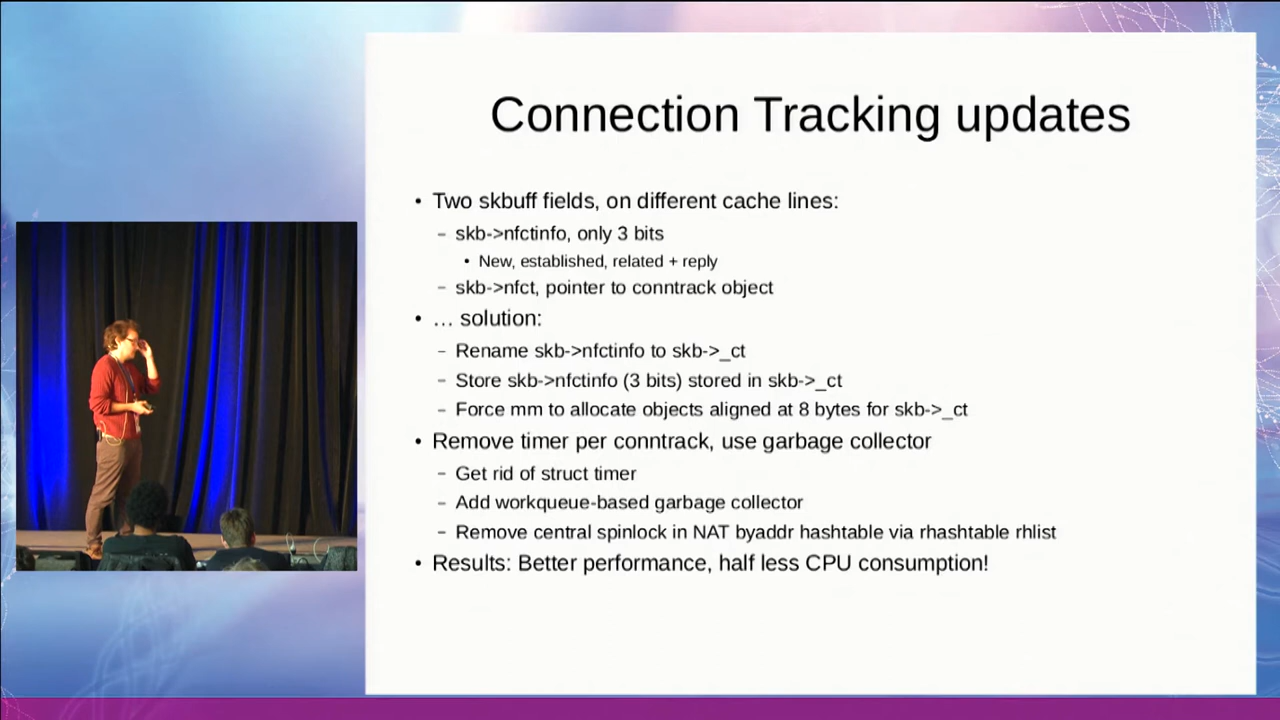 Connection Tracking updates
• Two skbuff fields, on different cache lines:
– skb->nfctinfo, only 3 bits
• New, established, related + reply
– skb->nfct, pointer to conntrack object
• … solution:
– Rename skb->nfctinfo to skb->_ct
– Store skb->nfctinfo (3 bits) stored in skb->_ct
– Force mm to allocate objects aligned at 8 bytes for skb->_ct
• Remove timer per conntrack, use garbage collector
– Get rid of struct timer
– Add workqueue-based garbage collector
– Remove central spinlock in NAT byaddr hashtable via rhashtable rhlist
• Results: Better performance, half less CPU consumption!